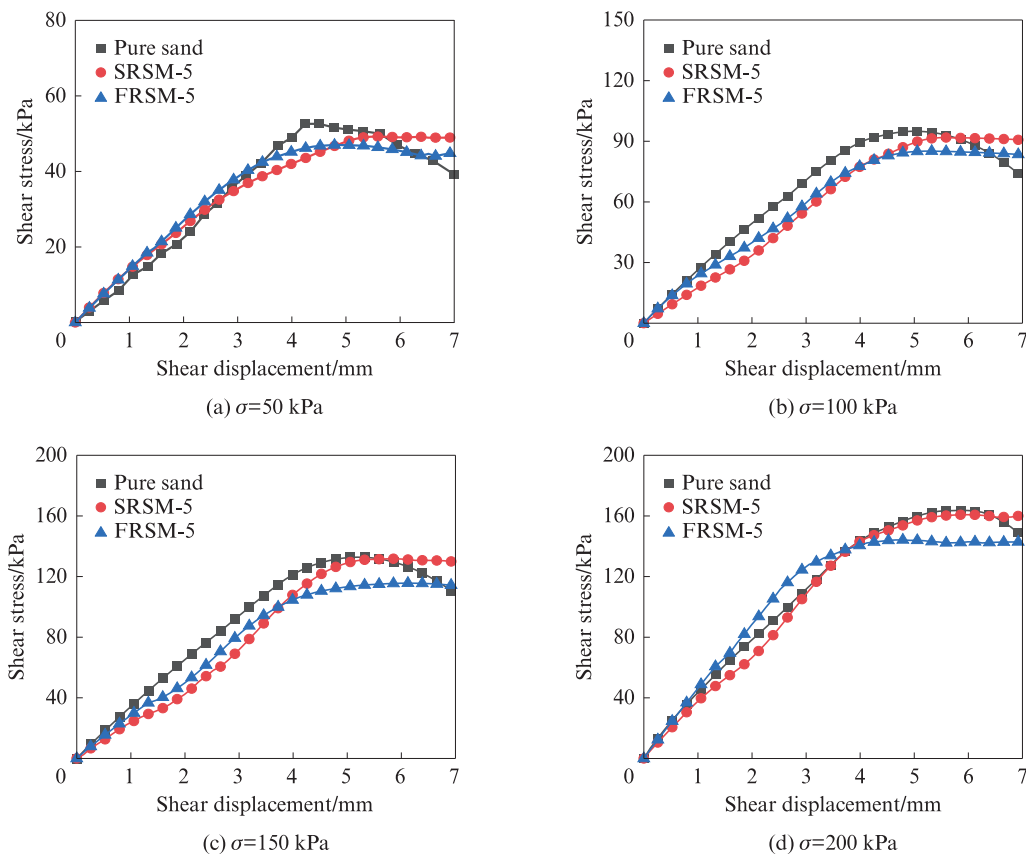 80
60
40
20
0
Shear stress/kPa
Pure sand
SRSM-5
FRSM-5
1 2 3 4 5 6 7
Shear displacement/mm
(a) σ=50 kPa
150
120
90
60
30
0
Shear stress/kPa
Pure sand
SRSM-5
FRSM-5
1 2 3 4 5 6 7
Shear displacement/mm
(b) σ=100 kPa
200
160
120
80
40
0
Shear stress/kPa
Pure sand
SRSM-5
FRSM-5
1 2 3 4 5 6 7
Shear displacement/mm
(c) σ=150 kPa
200
160
120
80
40
0
Shear stress/kPa
Pure sand
SRSM-5
FRSM-5
1 2 3 4 5 6 7
Shear displacement/mm
(d) σ=200 kPa